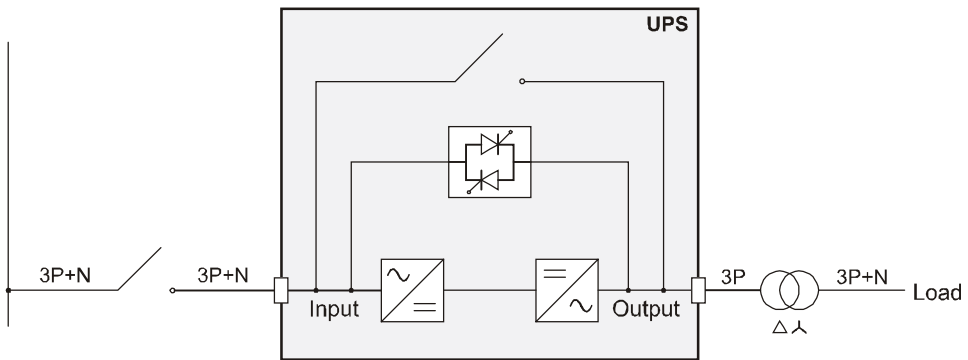 UPS
3P+N
3P+N
Input
Output
3P
3P+N
Load